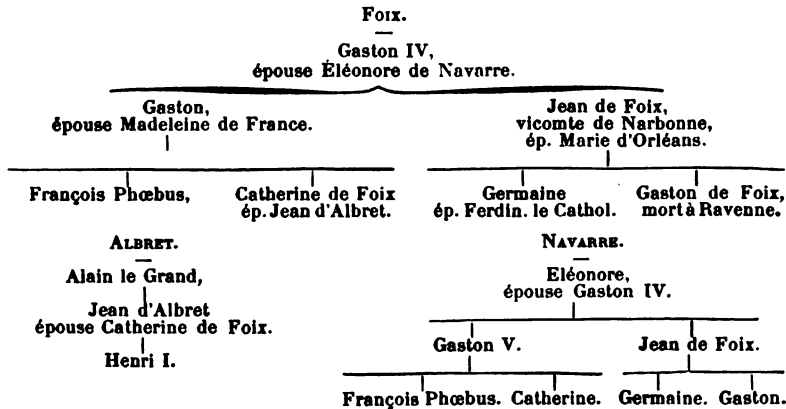 FOIX.
Gaston IV,
épouse Éléonore de Navarre.
Gaston,
épouse Madeleine de France.
Jean de Foix,
vicomte de Narbonne,
ép. Marie d'Orléans.
François Phœbus,
Catherine de Foix
ép. Jean d'Albret.
Germaine
ép. Ferdin. le Cathol.
Gaston de Foix,
mort à Ravenne.
ALBRET.
Alain le Grand,
Jean d'Albret
épouse Catherine de Foix.
Henri I.
NAVARRE.
Eléonore,
épouse Gaston IV.
Gaston V.
Jean de Foix.
François Phœbus. Catherine.
Germaine. Gaston.